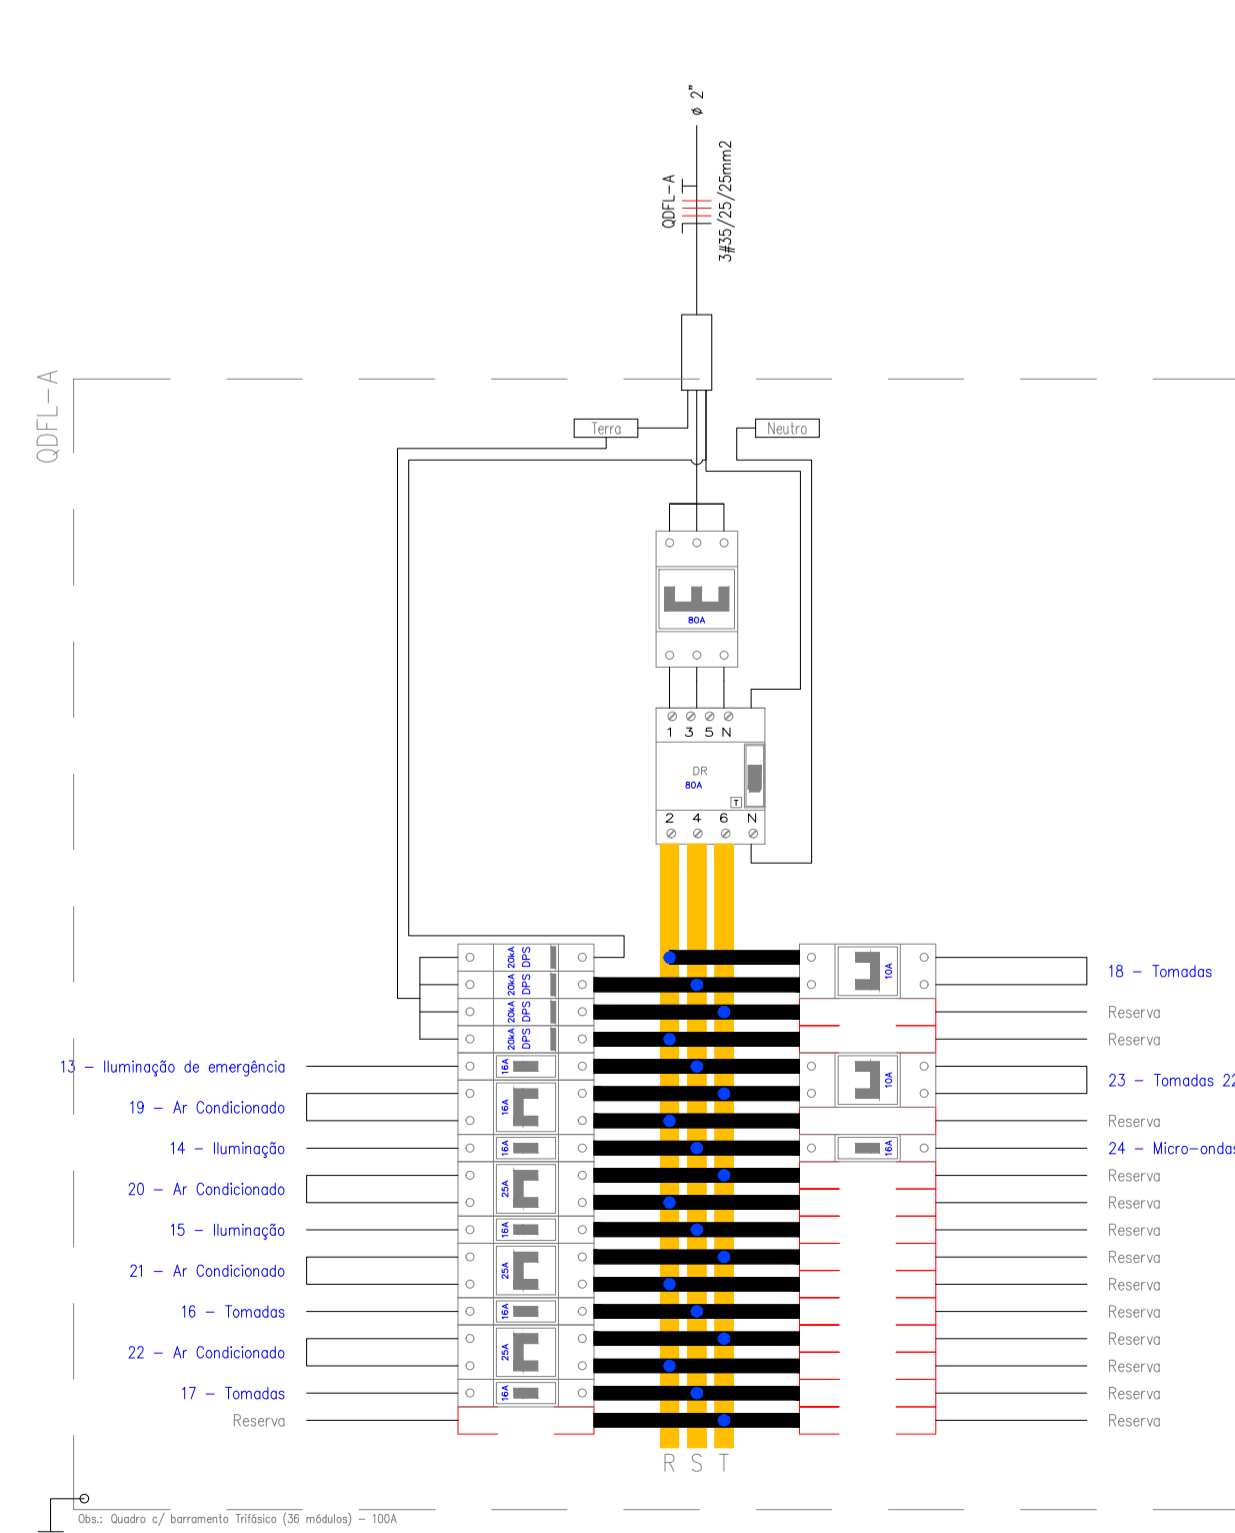 ø 2"
QDFL-A
3#35/25/25mm2
QDFL-A
Terra
Neutro
80A
1 3 5 N
DR
80A
T
2 4 6 N
20kA DPS
20kA DPS
20kA DPS
20kA DPS
10A
18 - Tomadas
Reserva
Reserva
13 - Iluminação de emergência
16A
10A
23 - Tomadas 22
19 - Ar Condicionado
16A
Reserva
14 - Iluminação
16A
16A
24 - Micro-ondas
20 - Ar Condicionado
25A
Reserva
Reserva
15 - Iluminação
16A
Reserva
21 - Ar Condicionado
25A
Reserva
Reserva
16 - Tomadas
16A
Reserva
22 - Ar Condicionado
25A
Reserva
Reserva
17 - Tomadas
16A
Reserva
Reserva
Reserva
R S T
Obs.: Quadro c/ barramento Trifásico (36 módulos) - 100A